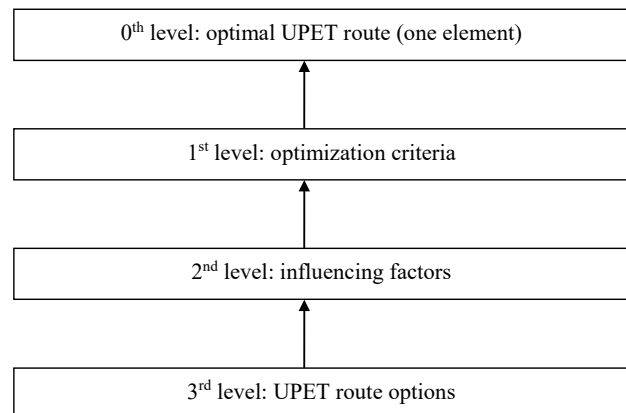 0th level: optimal UPET route (one element)
1st level: optimization criteria
2nd level: influencing factors
3rd level: UPET route options